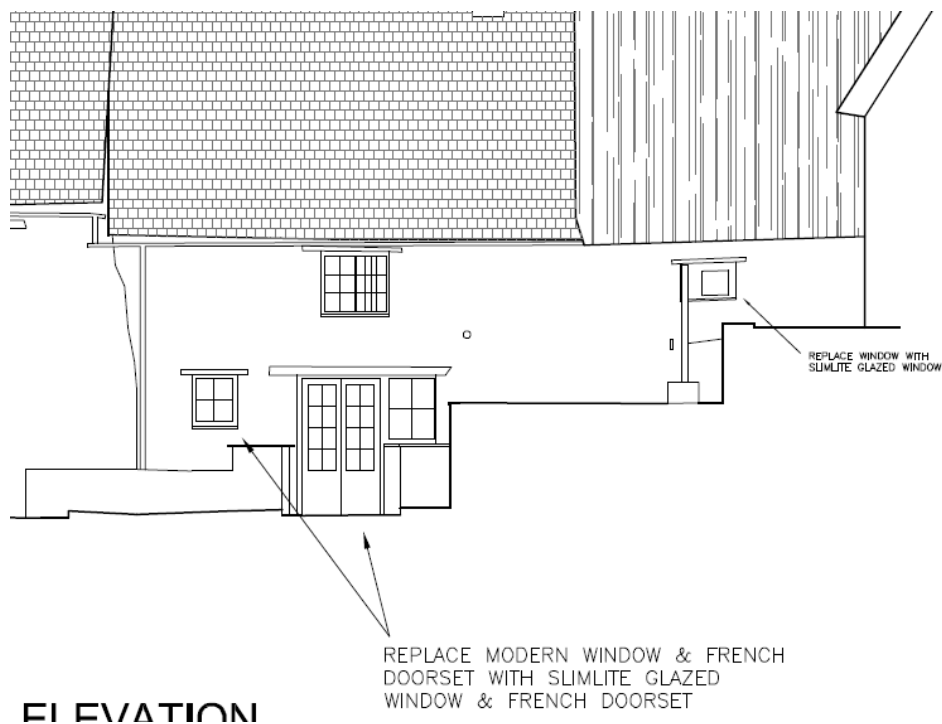 REPLACE WINDOW WITH
SLIMLITE GLAZED WINDOW
REPLACE MODERN WINDOW & FRENCH
DOORSET WITH SLIMLITE GLAZED
WINDOW & FRENCH DOORSET
ELEVATION